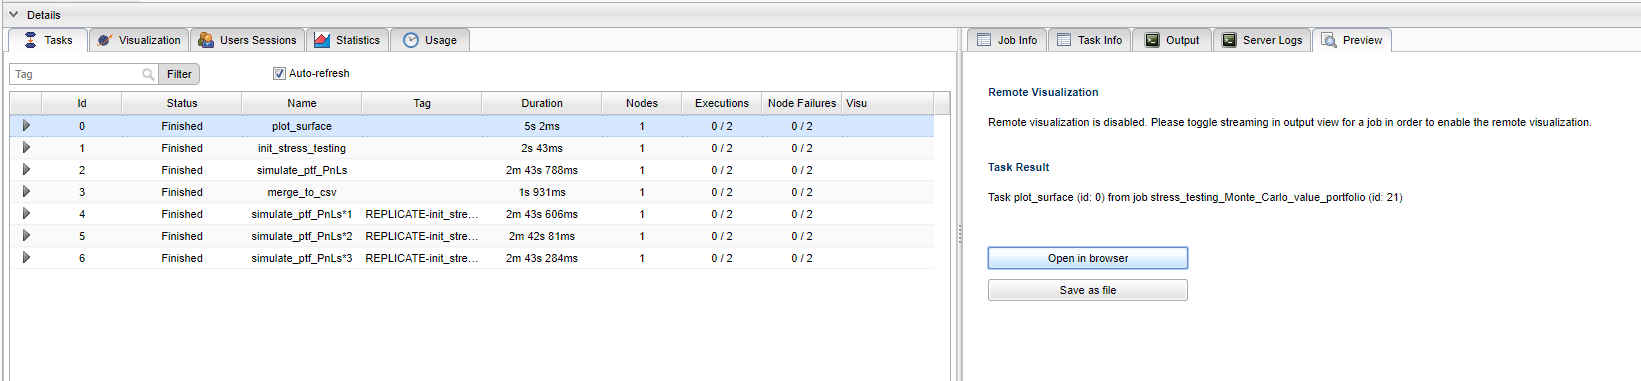 Details
Tasks Visualization Users Sessions Statistics Usage
Tag Filter Auto-refresh
Id Status Name Tag Duration Nodes Executions Node Failures Visu
0 Finished plot_surface 5s 2ms 1 0 / 2 0 / 2
1 Finished init_stress_testing 2s 43ms 1 0 / 2 0 / 2
2 Finished simulate_ptf_PnLs 2m 43s 788ms 1 0 / 2 0 / 2
3 Finished merge_to_csv 1s 931ms 1 0 / 2 0 / 2
4 Finished simulate_ptf_PnLs*1 REPLICATE-init_stre... 2m 43s 606ms 1 0 / 2 0 / 2
5 Finished simulate_ptf_PnLs*2 REPLICATE-init_stre... 2m 42s 81ms 1 0 / 2 0 / 2
6 Finished simulate_ptf_PnLs*3 REPLICATE-init_stre... 2m 43s 284ms 1 0 / 2 0 / 2
Job Info Task Info Output Server Logs Preview
Remote Visualization
Remote visualization is disabled. Please toggle streaming in output view for a job in order to enable the remote visualization.
Task Result
Task plot_surface (id: 0) from job stress_testing_Monte_Carlo_value_portfolio (id: 21)
Open in browser
Save as file